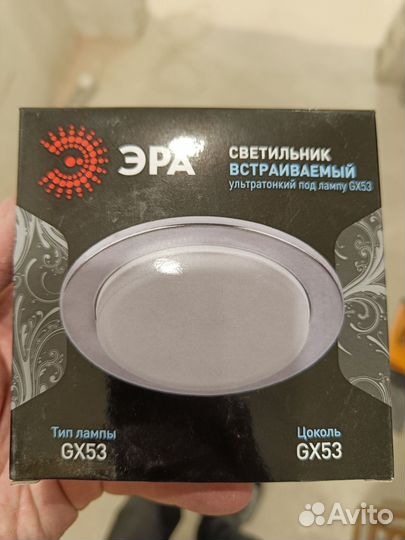 ЭРА
СВЕТИЛЬНИК
ВСТРАИВАЕМЫЙ
ультратонкий под лампу GX53
Тип лампы
GX53
Цоколь
GX53
Avito